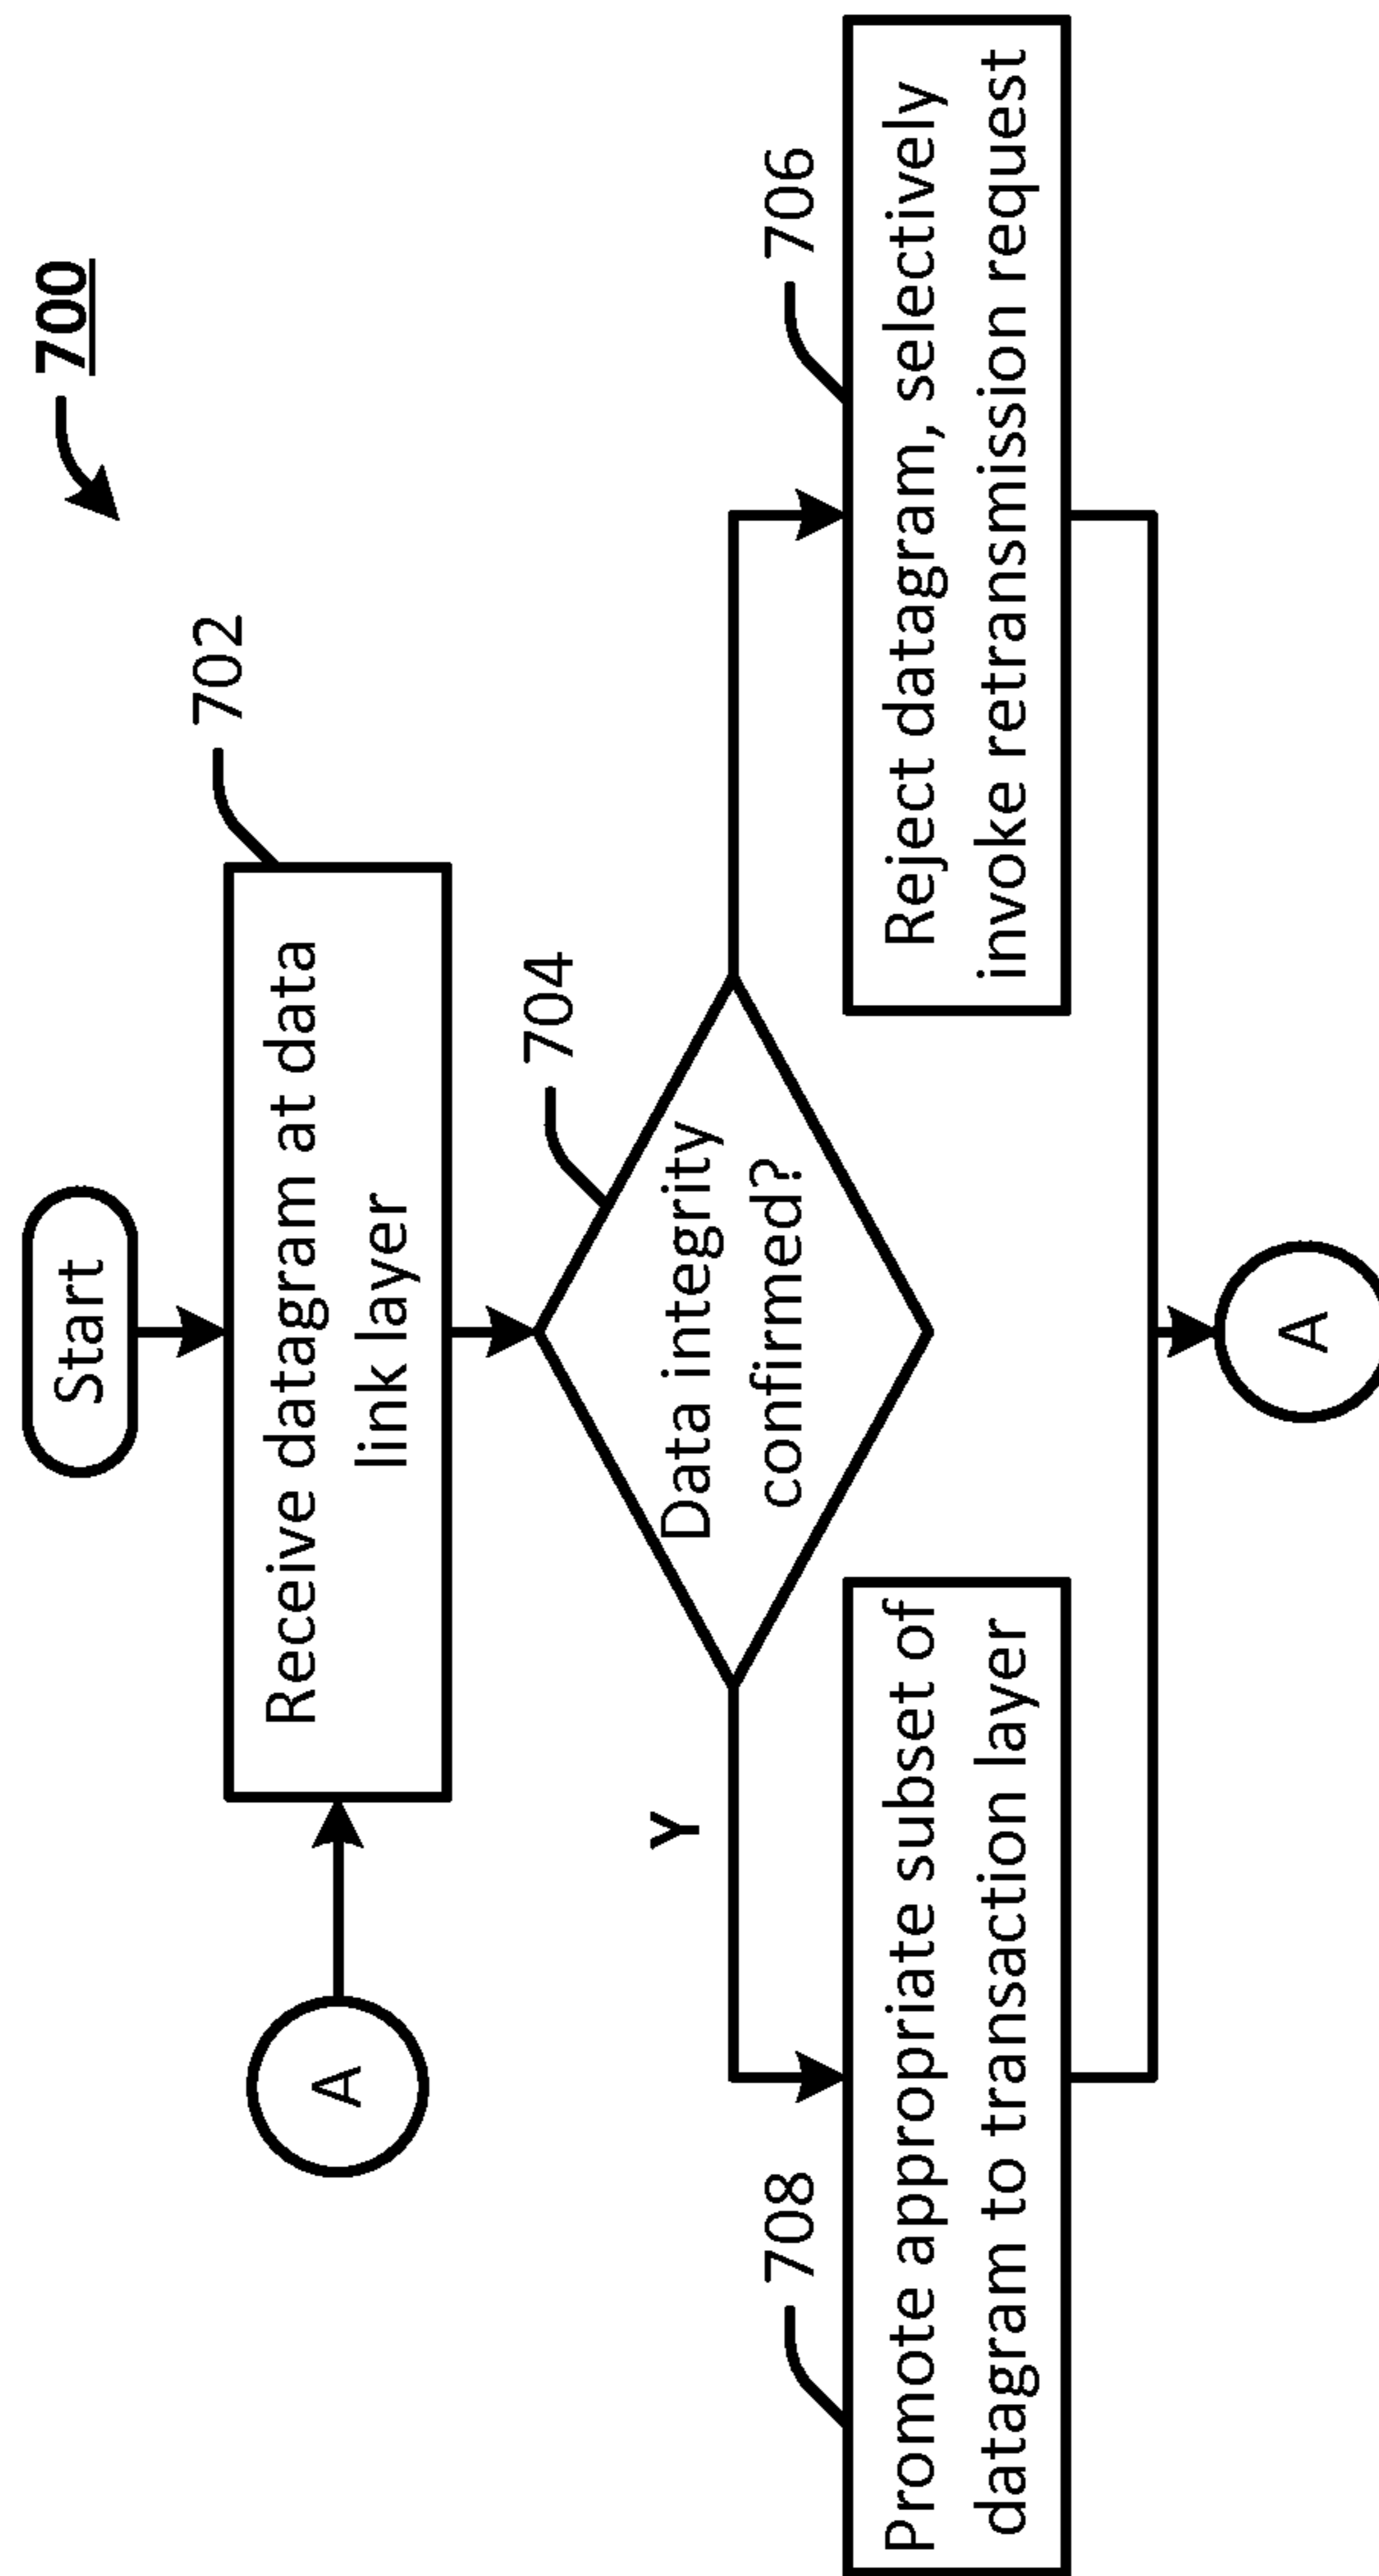 700
Start
702
A
Receive datagram at data
link layer
704
Data integrity
confirmed?
Y
708
706
Promote appropriate subset of
datagram to transaction layer
Reject datagram, selectively
invoke retransmission request
A